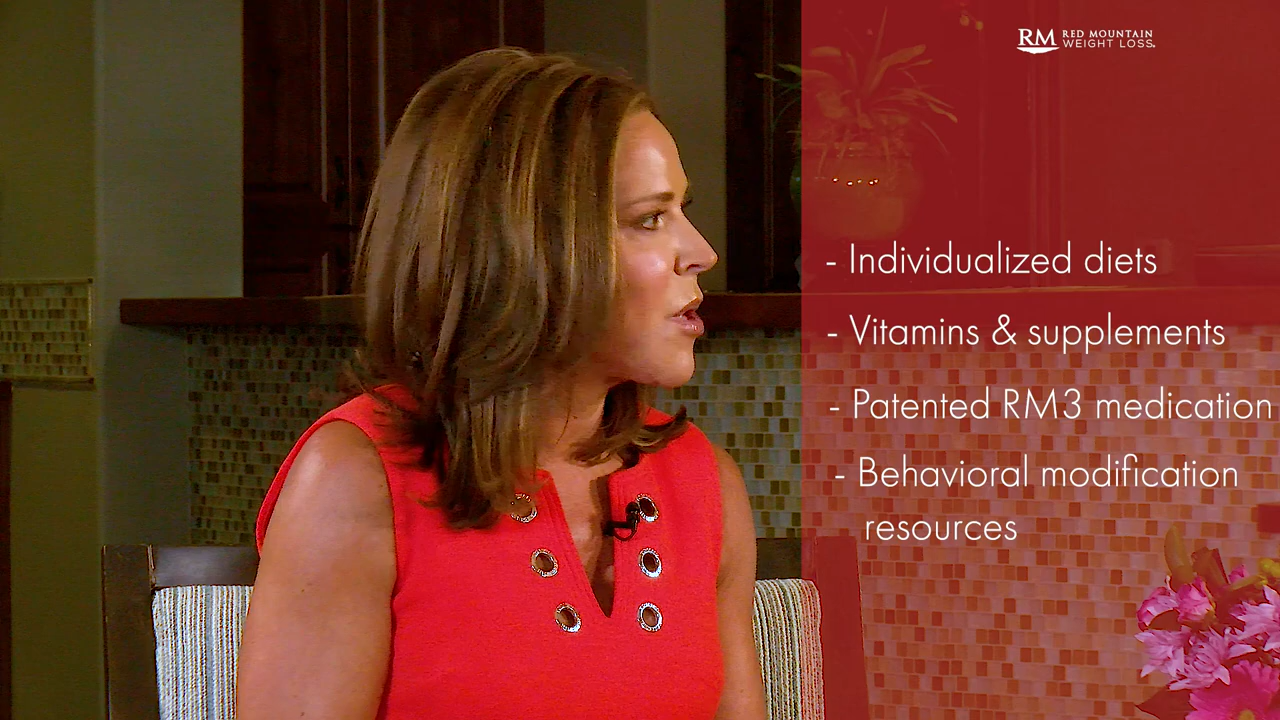 RM RED MOUNTAIN
WEIGHT LOSS.
- Individualized diets
- Vitamins & supplements
- Patented RM3 medication
- Behavioral modification
resources